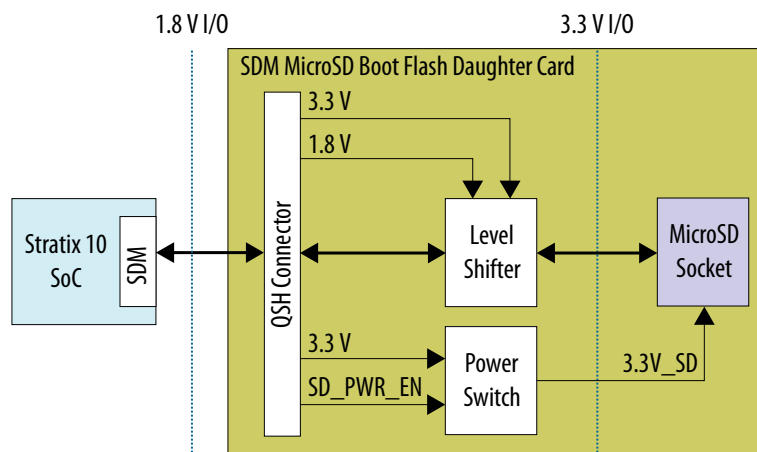 1.8 V I/O
3.3 V I/O
SDM MicroSD Boot Flash Daughter Card
3.3 V
1.8 V
Stratix 10
SoC
SDM
QSH Connector
Level
Shifter
MicroSD
Socket
3.3 V
SD_PWR_EN
Power
Switch
3.3V_SD